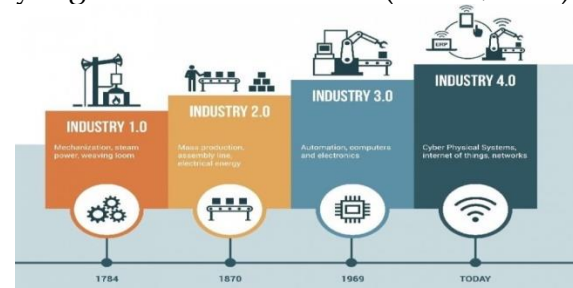 ERP
INDUSTRY 1.0
Mechanization, steam
power, weaving loom
INDUSTRY 2.0
Mass production,
assembly line,
electrical energy
INDUSTRY 3.0
Automation, computers
and electronics
INDUSTRY 4.0
Cyber Physical Systems,
internet of things, networks
1784
1870
1969
TODAY